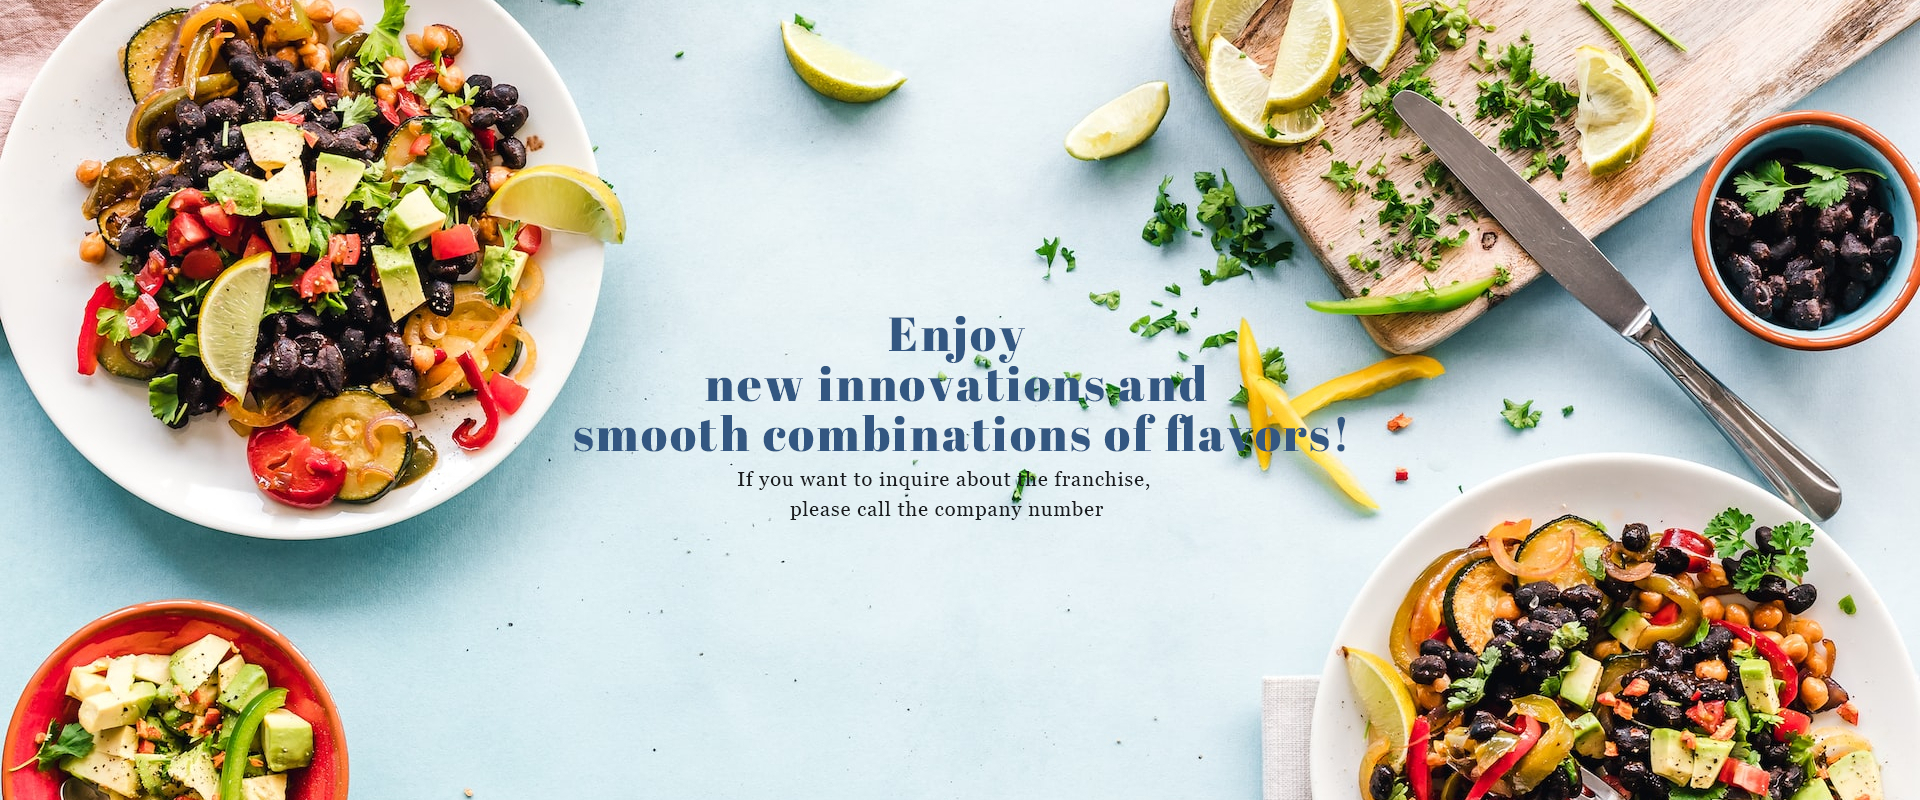 Enjoy
new innovations and
smooth combinations of flavors!
If you want to inquire about the franchise,
please call the company number